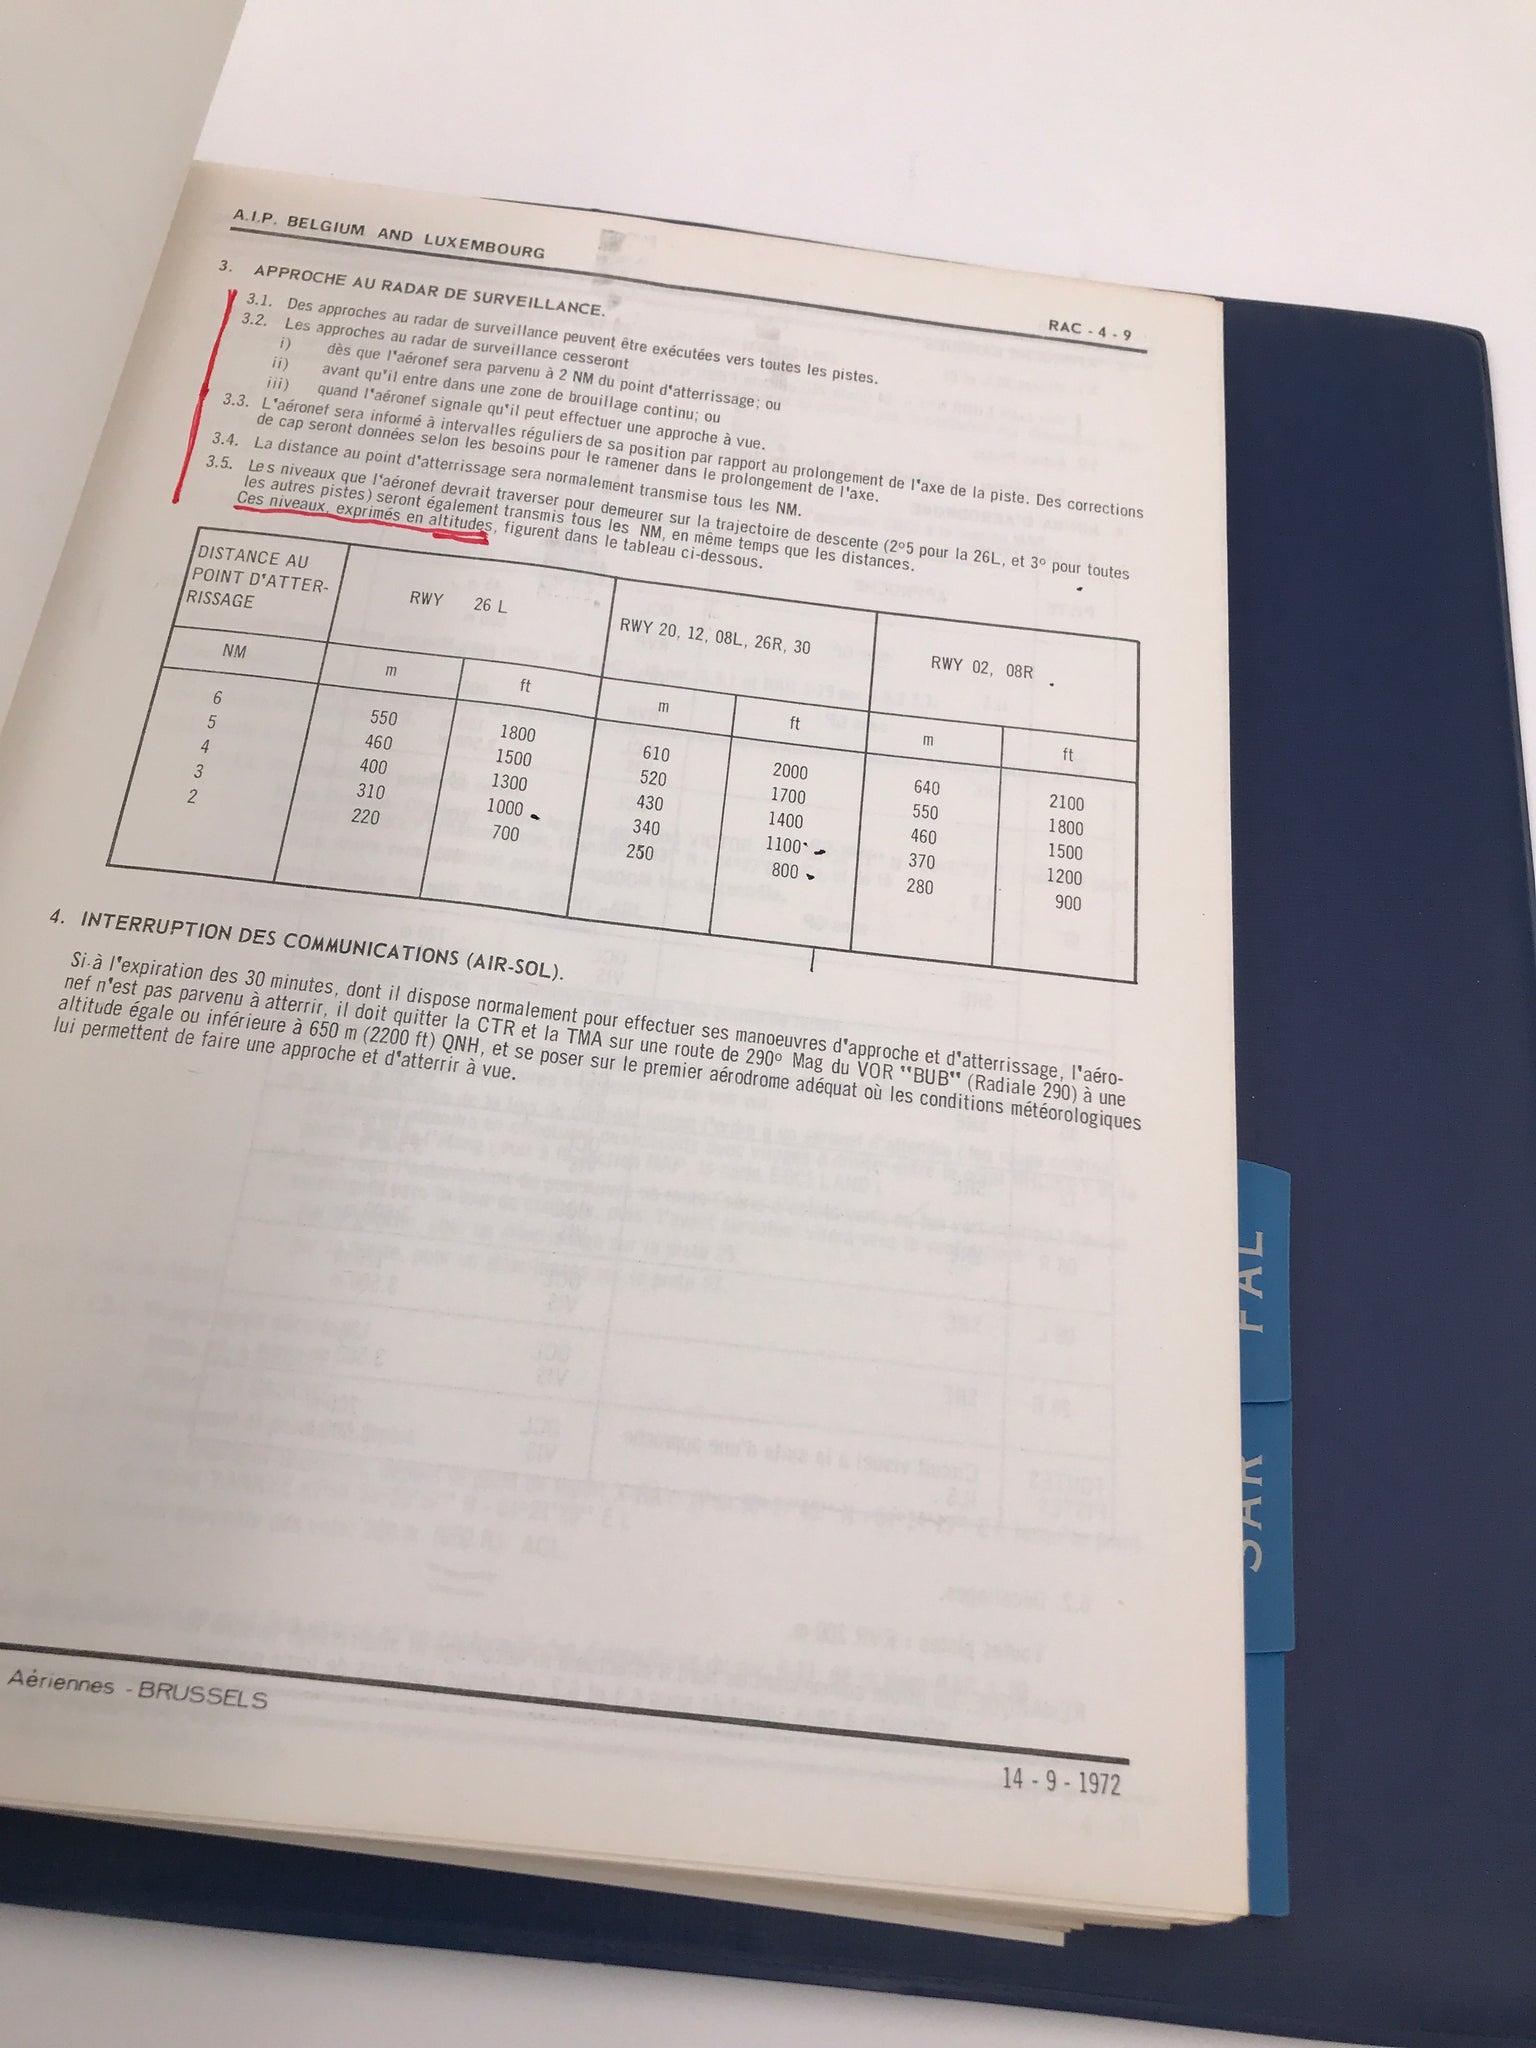 A.I.P. BELGIUM AND LUXEMBOURG
RAC - 4 - 9
3. APPROCHE AU RADAR DE SURVEILLANCE.
3.1. Des approches au radar de surveillance peuvent être exécutées vers toutes les pistes.
3.2. Les approches au radar de surveillance cesseront
i) dès que l'aéronef sera parvenu à 2 NM du point d'atterrissage; ou
ii) avant qu'il entre dans une zone de brouillage continu; ou
iii) quand l'aéronef signale qu'il peut effectuer une approche à vue.
3.3. L'aéronef sera informé à intervalles réguliers de sa position par rapport au prolongement de l'axe de la piste. Des corrections
de cap seront données selon les besoins pour le ramener dans le prolongement de l'axe.
3.4. La distance au point d'atterrissage sera normalement transmise tous les NM.
3.5. Les niveaux que l'aéronef devrait traverser pour demeurer sur la trajectoire de descente (2°5 pour la 26L, et 3° pour toutes
les autres pistes) seront également transmis tous les NM, en même temps que les distances.
Ces niveaux, exprimés en altitudes, figurent dans le tableau ci-dessous.
DISTANCE AU
POINT D'ATTER-
RISSAGE
RWY 26 L
RWY 20, 12, 08L, 26R, 30
RWY 02, 08R
NM m ft m ft m ft
6 550 1800 610 2000 640 2100
5 460 1500 520 1700 550 1800
4 400 1300 430 1400 460 1500
3 310 1000 340 1100 370 1200
2 220 700 250 800 280 900
4. INTERRUPTION DES COMMUNICATIONS (AIR-SOL).
Si à l'expiration des 30 minutes, dont il dispose normalement pour effectuer ses manoeuvres d'approche et d'atterrissage, l'aéro-
nef n'est pas parvenu à atterrir, il doit quitter la CTR et la TMA sur une route de 290° Mag du VOR "BUB" (Radiale 290) à une
altitude égale ou inférieure à 650 m (2200 ft) QNH, et se poser sur le premier aérodrome adéquat où les conditions météorologiques
lui permettent de faire une approche et d'atterrir à vue.
FAL
SAR
Aériennes - BRUSSELS
14 - 9 - 1972